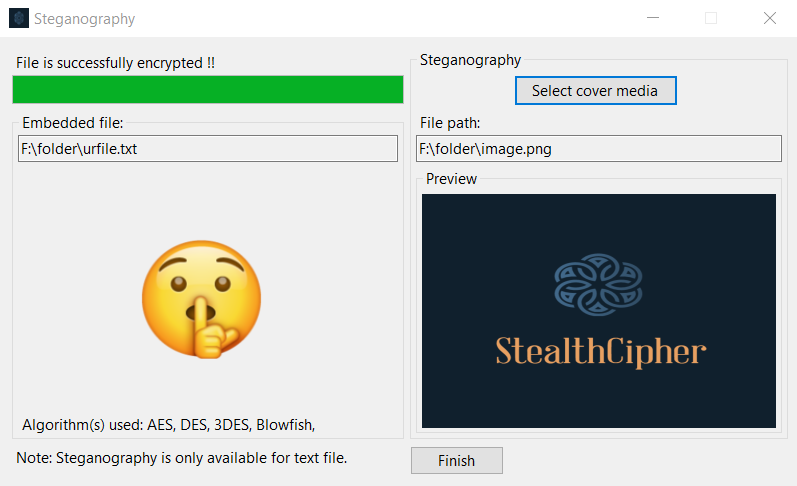 Steganography
File is successfully encrypted !!
Embedded file:
F:\folder\urfile.txt
Algorithm(s) used: AES, DES, 3DES, Blowfish,
Note: Steganography is only available for text file.
Steganography
Select cover media
File path:
F:\folder\image.png
Preview
StealthCipher
Finish